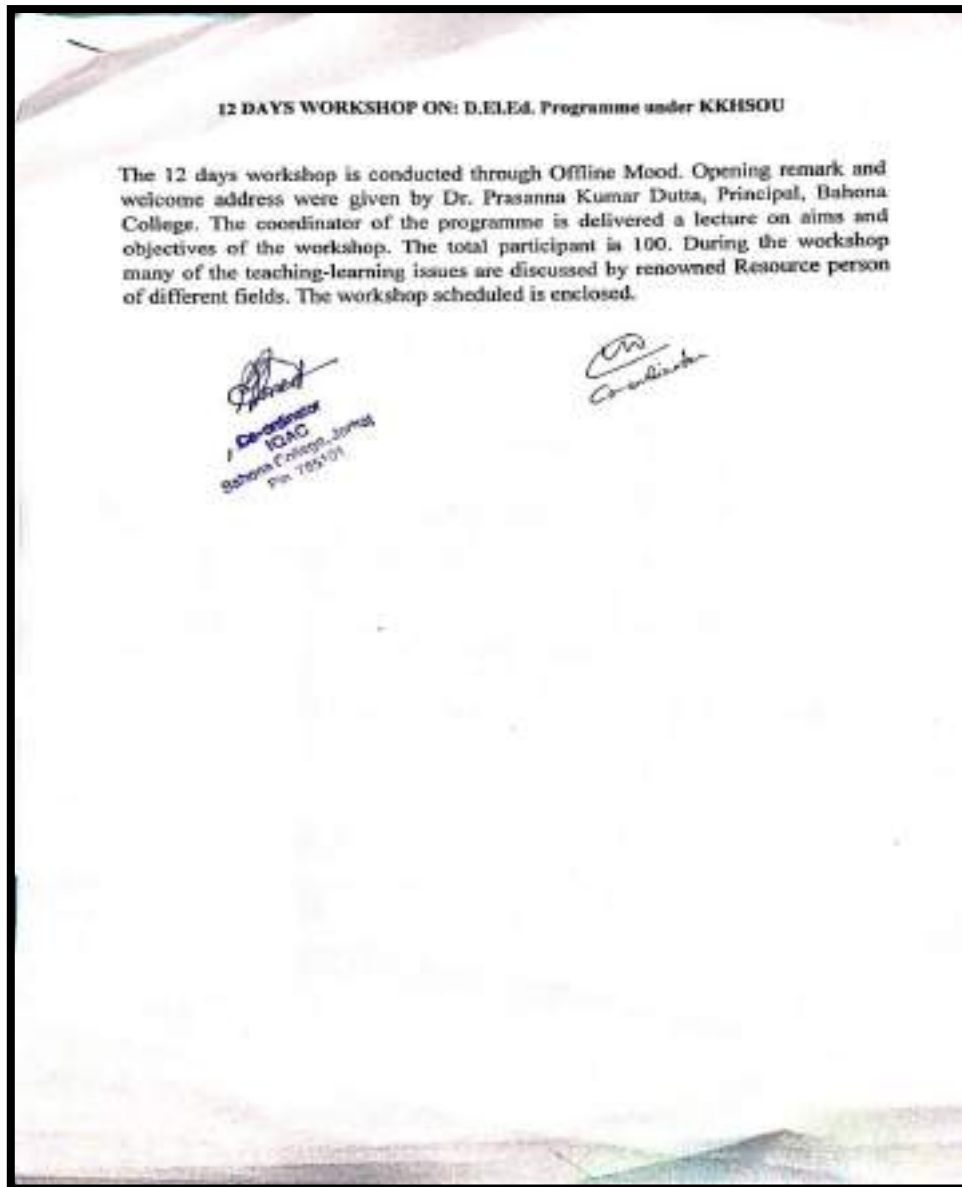 12 DAYS WORKSHOP ON: D.El.Ed. Programme under KKHSOU
The 12 days workshop is conducted through Offline Mood. Opening remark and
welcome address were given by Dr. Prasanna Kumar Dutta, Principal, Bahona
College. The coordinator of the programme is delivered a lecture on aims and
objectives of the workshop. The total participant is 100. During the workshop
many of the teaching-learning issues are discussed by renowned Resource person
of different fields. The workshop scheduled is enclosed.
Co-ordinator
Co-ordinator
IQAC
Bahona College, Jorhat
Pin 785101